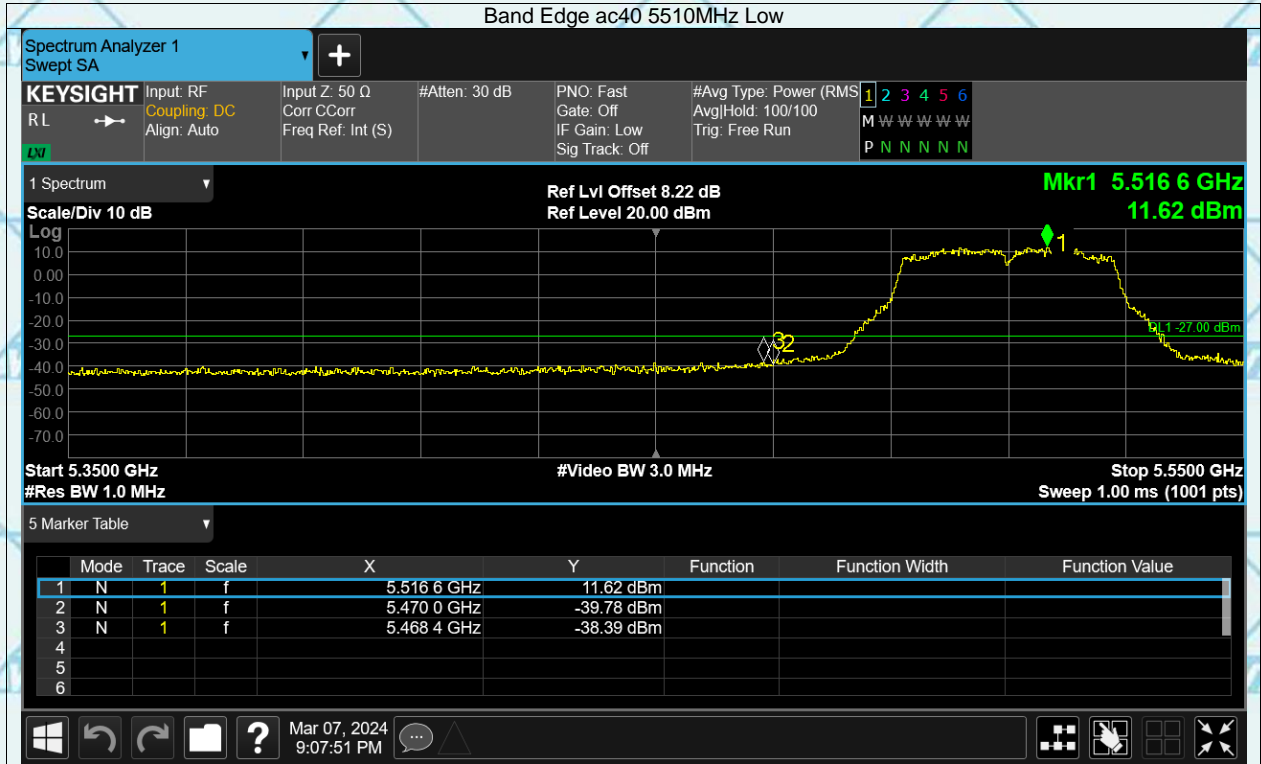 Band Edge ac40 5510MHz Low
Spectrum Analyzer 1
Swept SA
KEYSIGHT
R L
LXI
Input: RF
Coupling: DC
Align: Auto
Input Z: 50 Ω
Corr CCorr
Freq Ref: Int (S)
#Atten: 30 dB
PNO: Fast
Gate: Off
IF Gain: Low
Sig Track: Off
#Avg Type: Power (RMS
Avg|Hold: 100/100
Trig: Free Run
1 2 3 4 5 6
M W W W W W
P N N N N N
1 Spectrum
Scale/Div 10 dB
Ref Lvl Offset 8.22 dB
Ref Level 20.00 dBm
Mkr1 5.516 6 GHz
11.62 dBm
Log
10.0
0.00
-10.0
-20.0
-30.0
-40.0
-50.0
-60.0
-70.0
1
32
DL1 -27.00 dBm
Start 5.3500 GHz
#Video BW 3.0 MHz
Stop 5.5500 GHz
#Res BW 1.0 MHz
Sweep 1.00 ms (1001 pts)
5 Marker Table
Mode Trace Scale X Y Function Function Width Function Value
1 N 1 f 5.516 6 GHz 11.62 dBm
2 N 1 f 5.470 0 GHz -39.78 dBm
3 N 1 f 5.468 4 GHz -38.39 dBm
4
5
6
?
Mar 07, 2024
9:07:51 PM